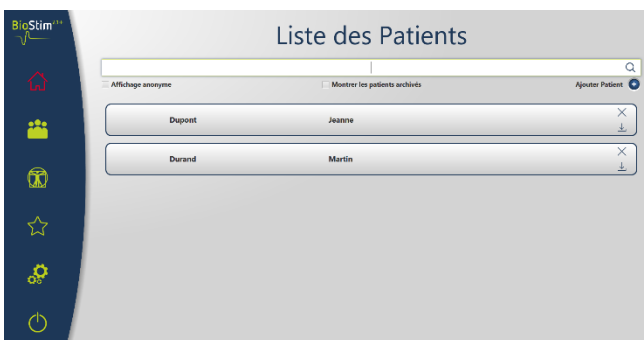 BioStim
Liste des Patients
Affichage anonyme
Montrer les patients archivés
Ajouter Patient
Dupont
Jeanne
Durand
Martin